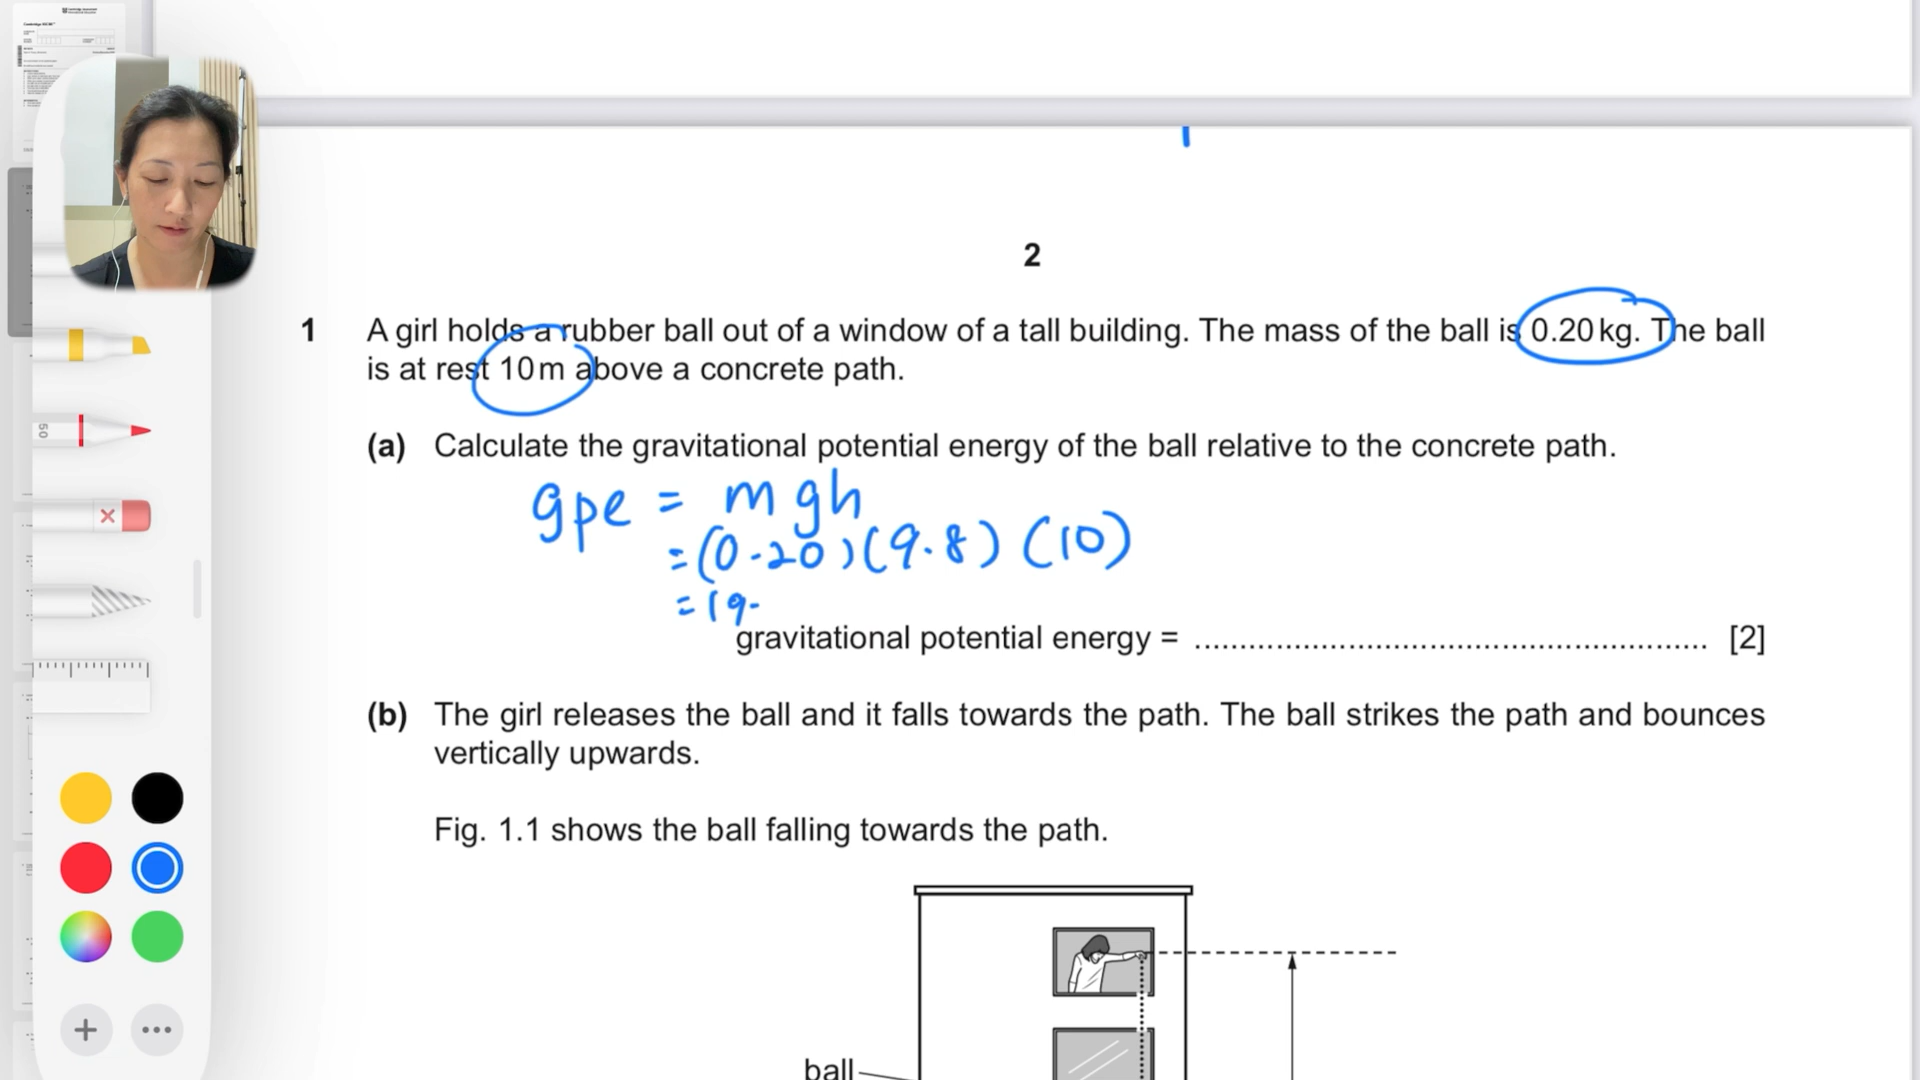 2
1 A girl holds a rubber ball out of a window of a tall building. The mass of the ball is 0.20 kg. The ball
is at rest 10 m above a concrete path.
(a) Calculate the gravitational potential energy of the ball relative to the concrete path.
gpe = mgh
= (0.20)(9.8)(10)
= 19.
gravitational potential energy = ........................................................ [2]
(b) The girl releases the ball and it falls towards the path. The ball strikes the path and bounces
vertically upwards.
Fig. 1.1 shows the ball falling towards the path.
ball
50